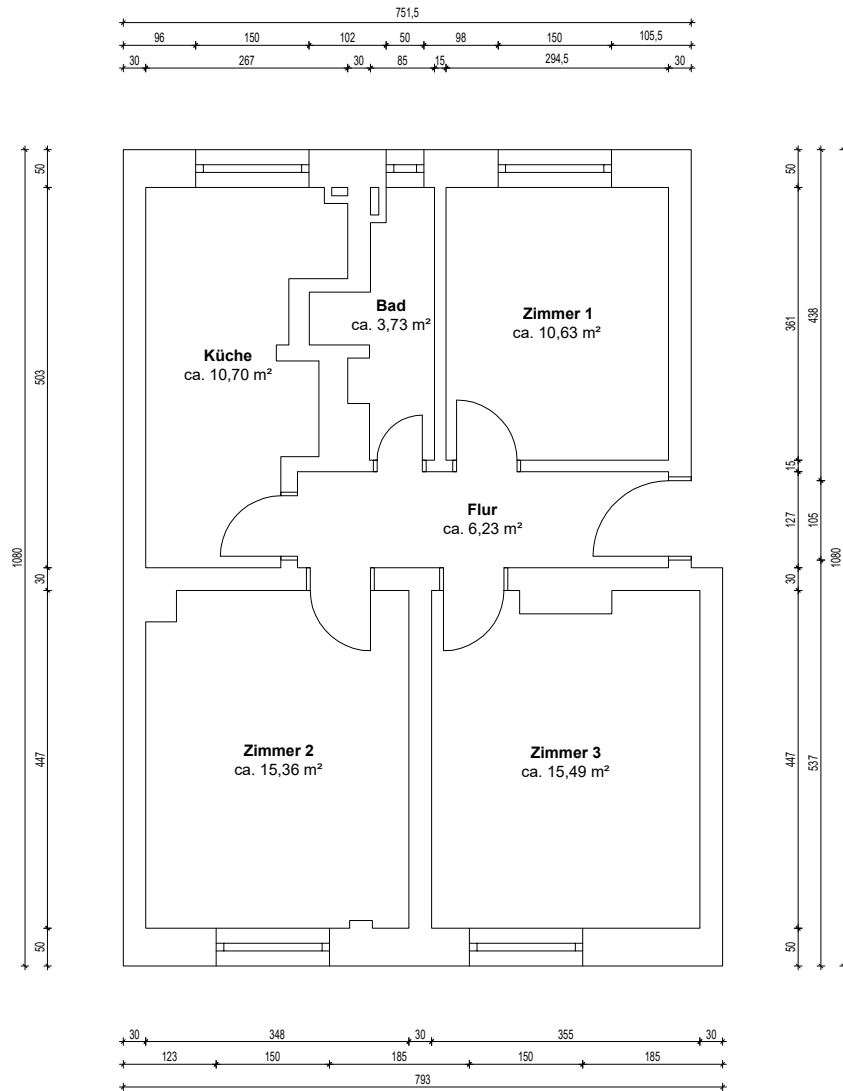 751,5
96 150 102 50 98 150 105,5
30 267 30 85 15 294,5 30
50
50
Bad
ca. 3,73 m²
Zimmer 1
ca. 10,63 m²
361
438
Küche
ca. 10,70 m²
503
15
Flur
ca. 6,23 m²
127
105
1080
1080
30
30
Zimmer 2
ca. 15,36 m²
Zimmer 3
ca. 15,49 m²
447
447
537
50
50
30 348 30 355 30
123 150 185 150 185
793